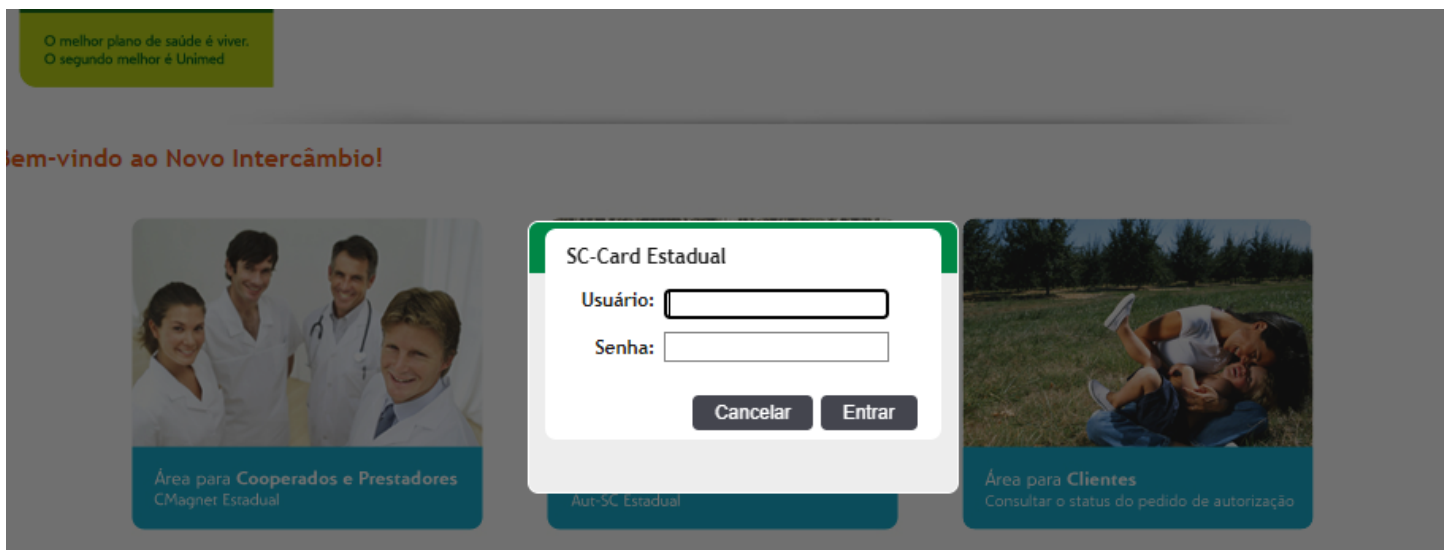 O melhor plano de saúde é viver.
O segundo melhor é Unimed
Bem-vindo ao Novo Intercâmbio!
SC-Card Estadual
Usuário:
Senha:
Cancelar
Entrar
Área para Cooperados e Prestadores
CMagnet Estadual
Aut-SC Estadual
Área para Clientes
Consultar o status do pedido de autorização